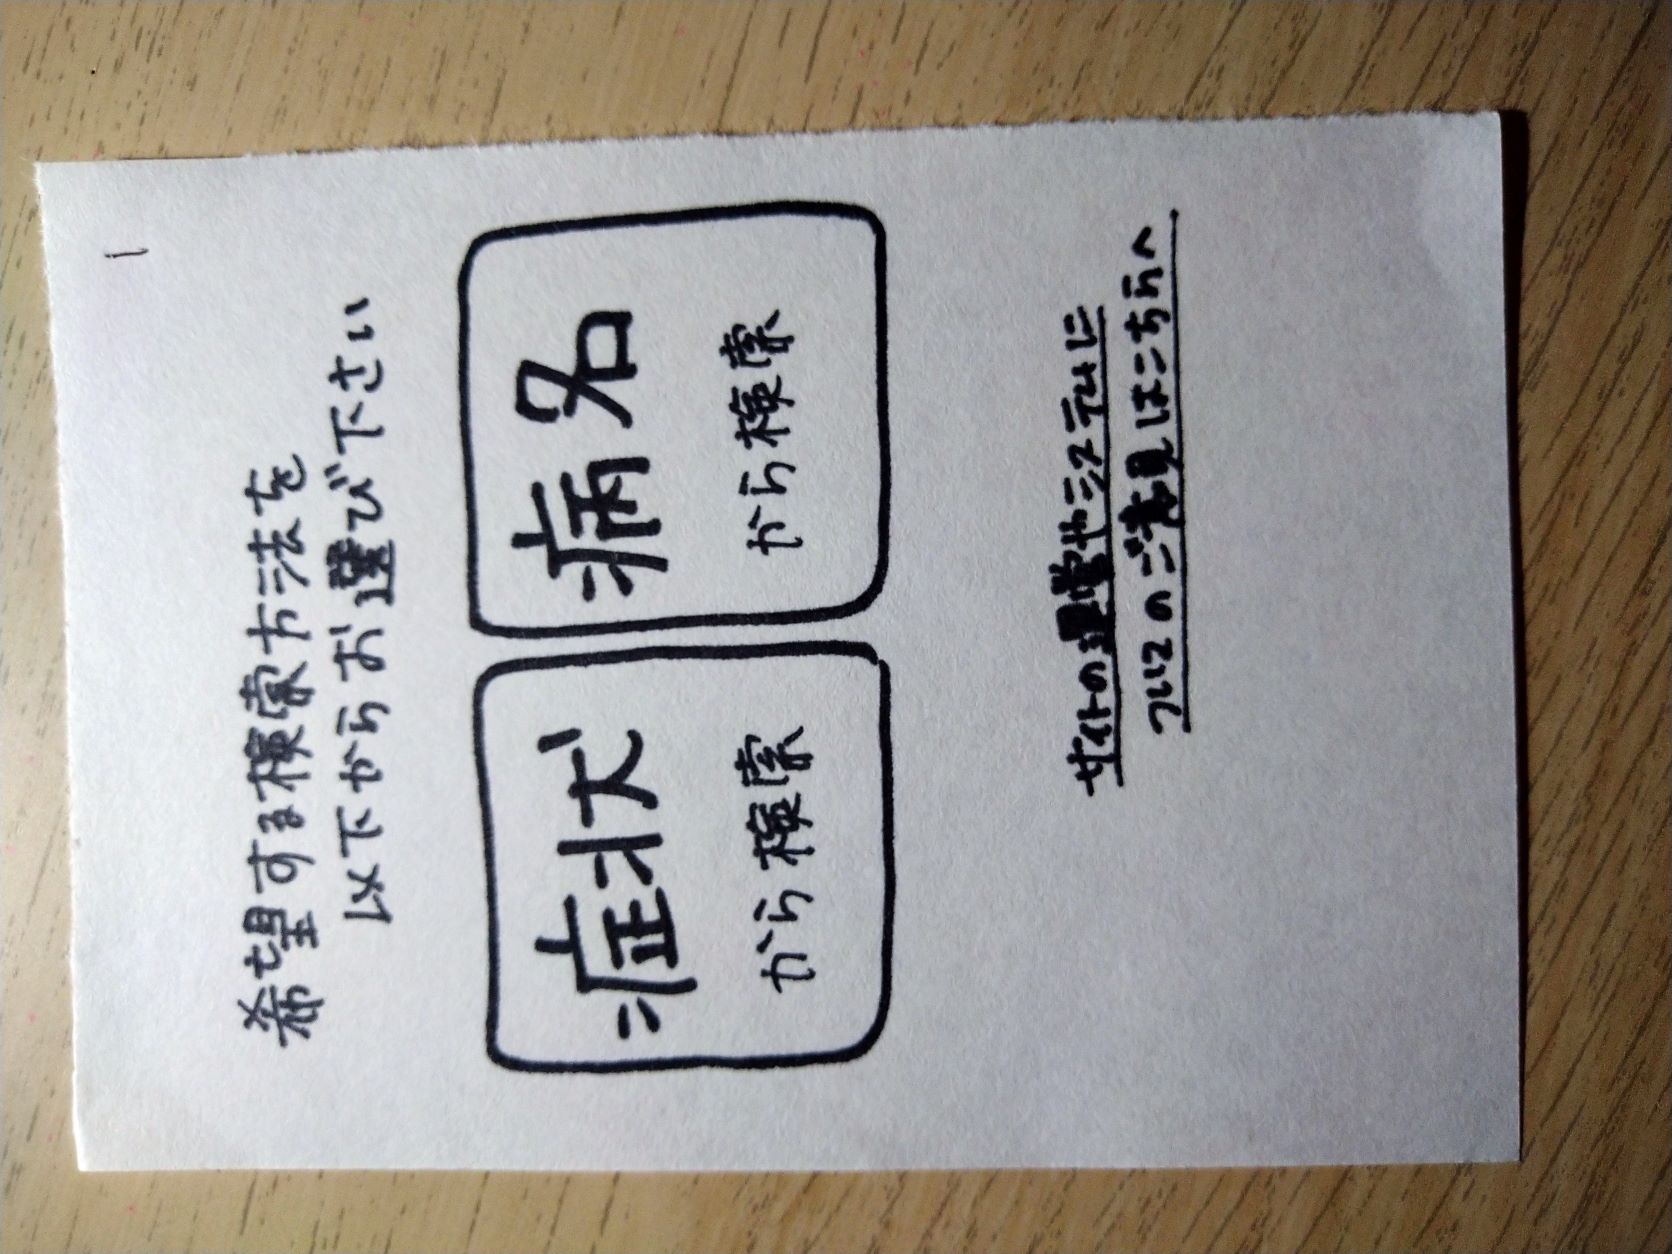 1
希望する検索方法を
以下からお選び下さい
症状
から検索
病名
から検索
サイトの運営やシステムに
ついてのご意見はこちらへ